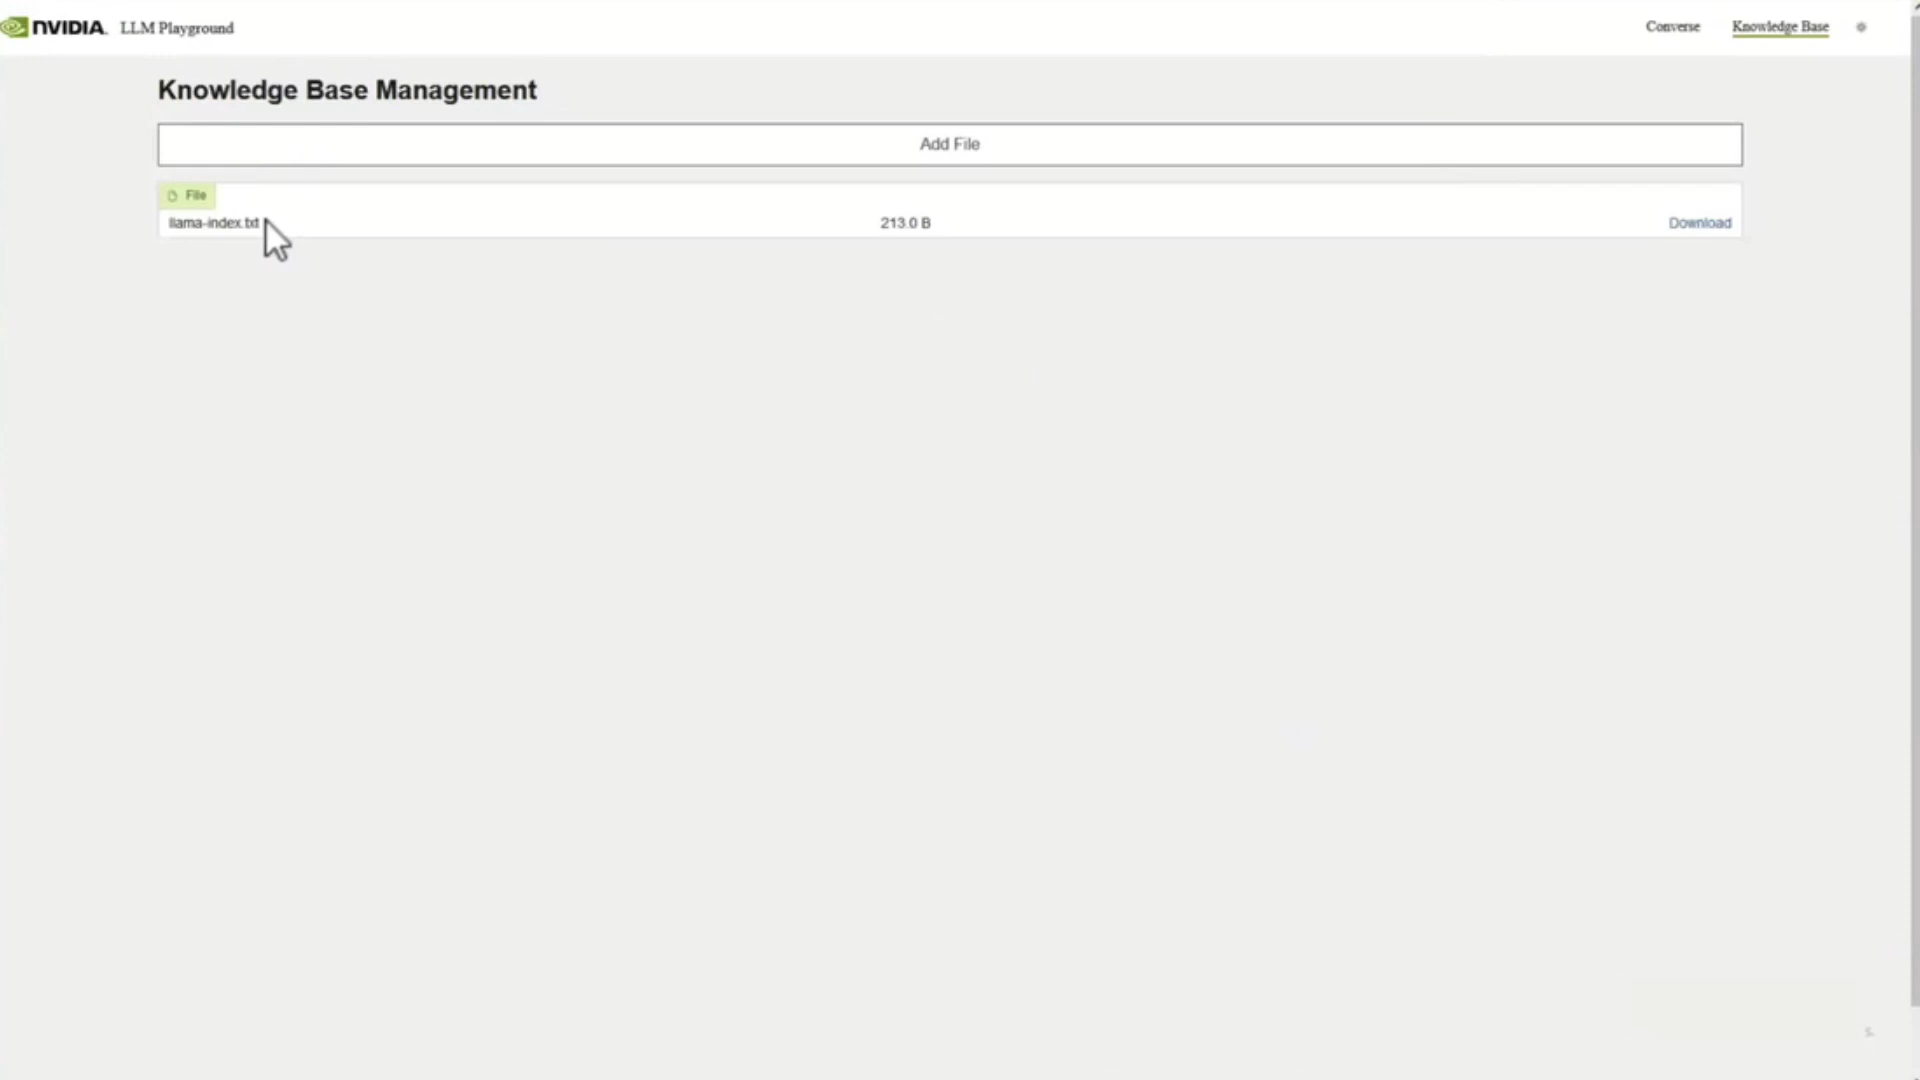 NVIDIA. LLM Playground Converse Knowledge Base
Knowledge Base Management
Add File
File
llama-index.txt 213.0 B Download